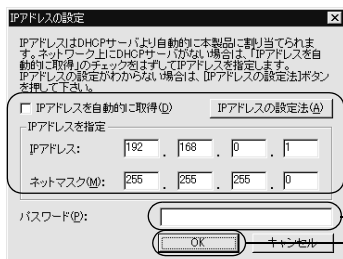 IPアドレスの設定
IPアドレスはDHCPサーバより自動的に本製品に割り当てられま
す。ネットワーク上にDHCPサーバがない場合は、「IPアドレスを自
動的に取得」のチェックをはずしてIPアドレスを指定します。
IPアドレスの設定がわからない場合は、[IPアドレスの設定法]ボタン
を押して下さい。
IPアドレスを自動的に取得(D) IPアドレスの設定法(A)
IPアドレスを指定
IPアドレス: 192 . 168 . 0 . 1
ネットマスク(M): 255 . 255 . 255 . 0
パスワード(P):
OK キャンセル